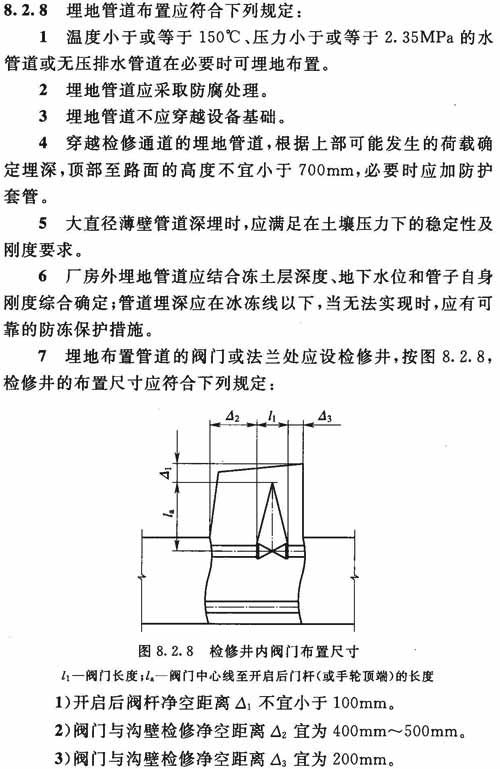 8.2.8 埋地管道布置应符合下列规定:
1 温度小于或等于 150℃、压力小于或等于 2.35MPa 的水
管道或无压排水管道在必要时可埋地布置。
2 埋地管道应采取防腐处理。
3 埋地管道不应穿越设备基础。
4 穿越检修通道的埋地管道,根据上部可能发生的荷载确
定埋深,顶部至路面的高度不宜小于 700mm,必要时应加防护
套管。
5 大直径薄壁管道深埋时,应满足在土壤压力下的稳定性及
刚度要求。
6 厂房外埋地管道应结合冻土层深度、地下水位和管子自身
刚度综合确定;管道埋深应在冰冻线以下,当无法实现时,应有可
靠的防冻保护措施。
7 埋地布置管道的阀门或法兰处应设检修井,按图 8.2.8,
检修井的布置尺寸应符合下列规定:
Δ₂ l₁ Δ₃
Δ₁
lₐ
图 8.2.8 检修井内阀门布置尺寸
l₁—阀门长度;lₐ—阀门中心线至开启后门杆(或手轮顶端)的长度
1)开启后阀杆净空距离 Δ₁ 不宜小于 100mm。
2)阀门与沟壁检修净空距离 Δ₂ 宜为 400mm～500mm。
3)阀门与沟壁检修净空距离 Δ₃ 宜为 200mm。